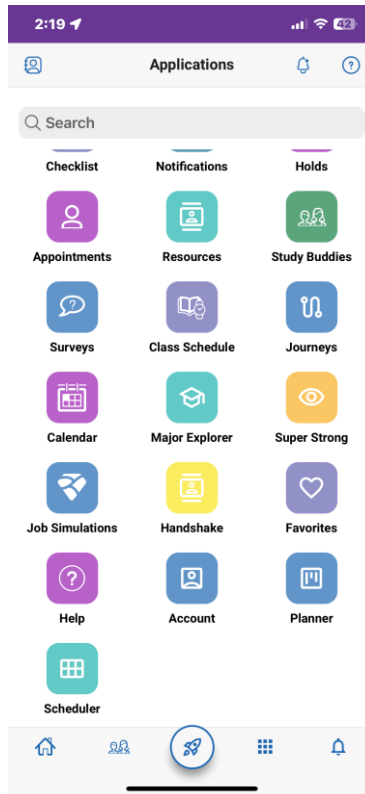 2:19
42
Applications
Search
Checklist Notifications Holds
Appointments Resources Study Buddies
Surveys Class Schedule Journeys
Calendar Major Explorer Super Strong
Job Simulations Handshake Favorites
Help Account Planner
Scheduler